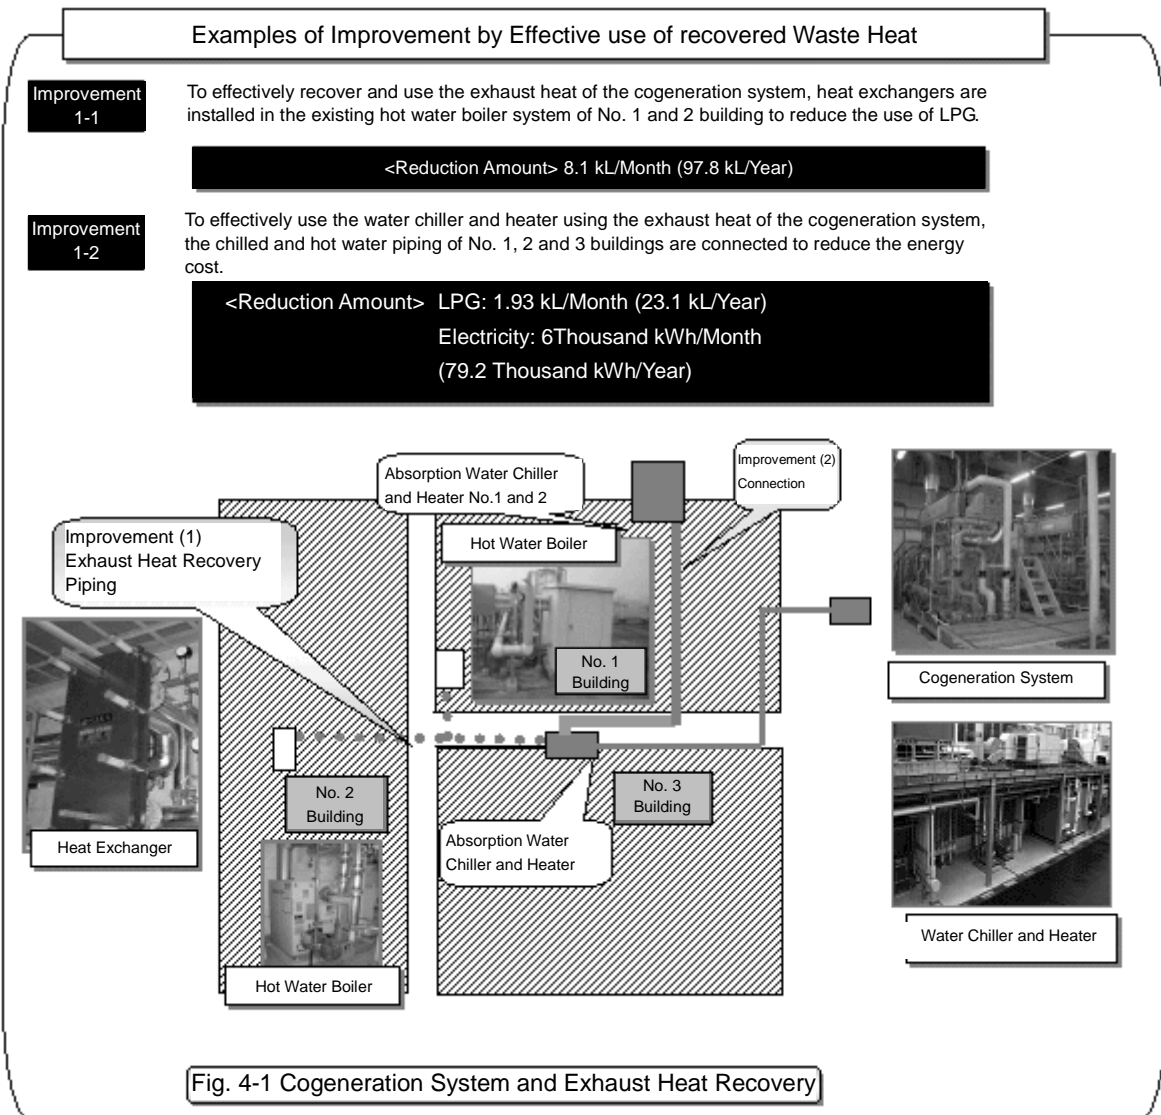 Examples of Improvement by Effective use of recovered Waste Heat
Improvement
1-1
To effectively recover and use the exhaust heat of the cogeneration system, heat exchangers are
installed in the existing hot water boiler system of No. 1 and 2 building to reduce the use of LPG.
<Reduction Amount> 8.1 kL/Month (97.8 kL/Year)
Improvement
1-2
To effectively use the water chiller and heater using the exhaust heat of the cogeneration system,
the chilled and hot water piping of No. 1, 2 and 3 buildings are connected to reduce the energy
cost.
<Reduction Amount> LPG: 1.93 kL/Month (23.1 kL/Year)
Electricity: 6Thousand kWh/Month
(79.2 Thousand kWh/Year)
Absorption Water Chiller
and Heater No.1 and 2
Improvement (2)
Connection
Improvement (1)
Exhaust Heat Recovery
Piping
Hot Water Boiler
No. 1
Building
Cogeneration System
No. 2
Building
No. 3
Building
Heat Exchanger
Absorption Water
Chiller and Heater
Water Chiller and Heater
Hot Water Boiler
Fig. 4-1 Cogeneration System and Exhaust Heat Recovery